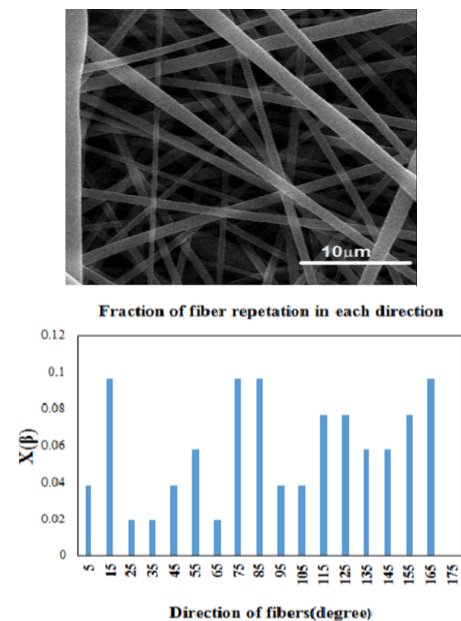 10μm
Fraction of fiber repetation in each direction
0.12
0.1
0.08
0.06
0.04
0.02
0
X(β)
5 15 25 35 45 55 65 75 85 95 105 115 125 135 145 155 165 175
Direction of fibers(degree)